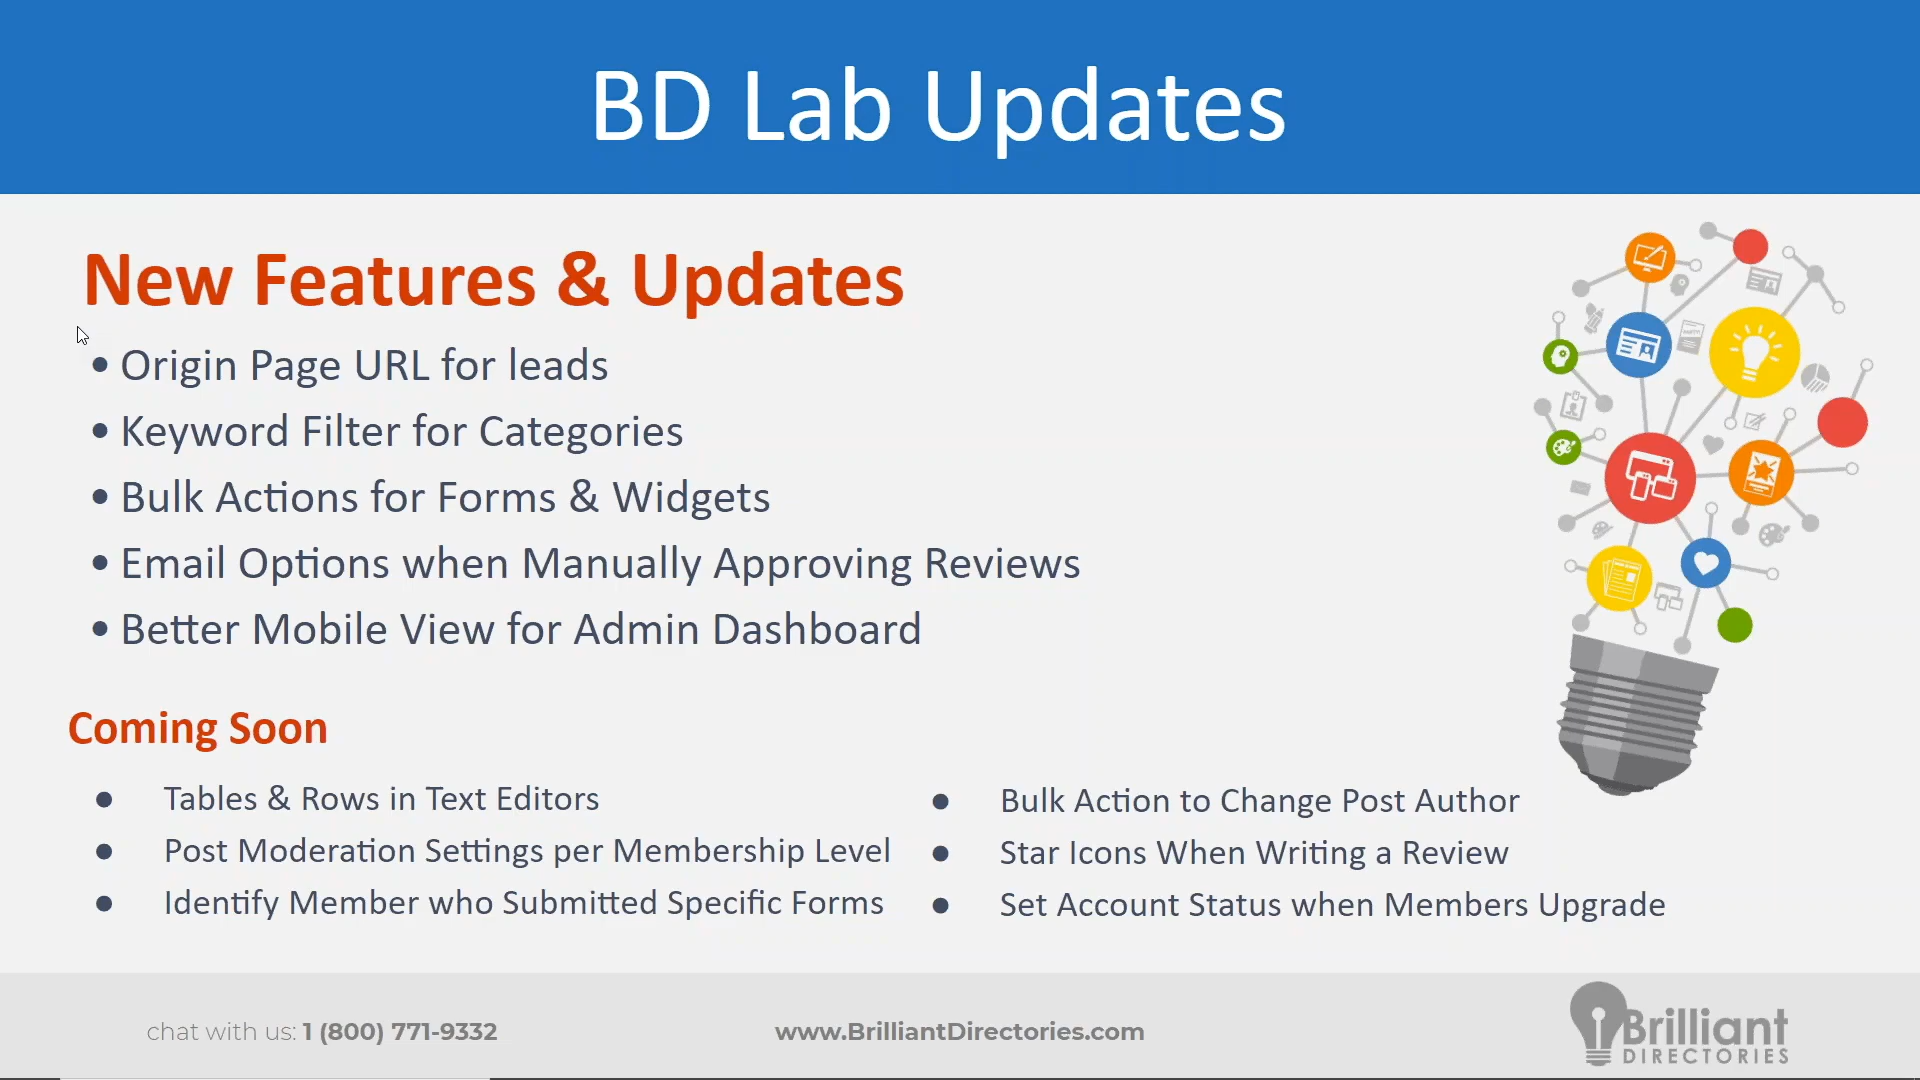 BD Lab Updates
New Features & Updates
• Origin Page URL for leads
• Keyword Filter for Categories
• Bulk Actions for Forms & Widgets
• Email Options when Manually Approving Reviews
• Better Mobile View for Admin Dashboard
Coming Soon
● Tables & Rows in Text Editors
● Post Moderation Settings per Membership Level
● Identify Member who Submitted Specific Forms
● Bulk Action to Change Post Author
● Star Icons When Writing a Review
● Set Account Status when Members Upgrade
chat with us: 1 (800) 771-9332
www.BrilliantDirectories.com
Brilliant
DIRECTORIES